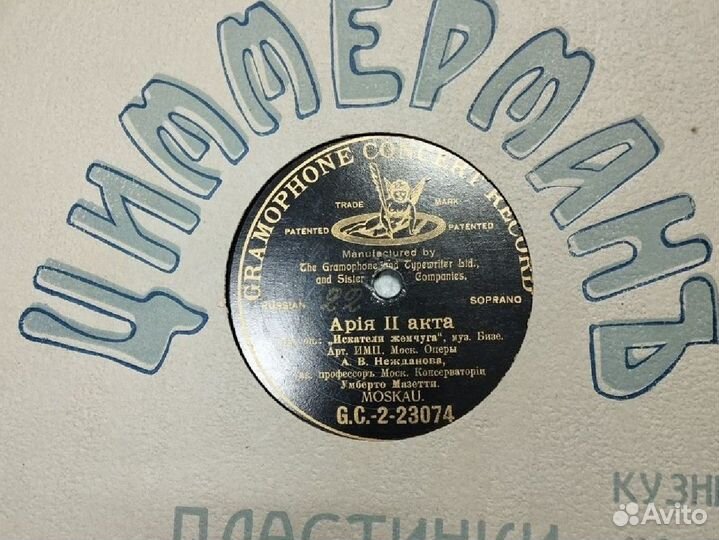 ЦИММЕРМАНЪ
GRAMOPHONE CONCERT RECORD
TRADE MARK
PATENTED PATENTED
Manufactured by
The Gramophone and Typewriter Ltd.,
and Sister Companies.
RUSSIAN SOPRANO
Арія II акта
„Искатели жемчуга", муз. Бизе.
Арт. ИМП. Моск. Оперы
А. В. Нежданова,
профессоръ Моск. Консерваторіи
Умберто Мазетти.
MOSKAU.
G.C.-2-23074
КУЗН
ПЛАСТИНКИ
Avito